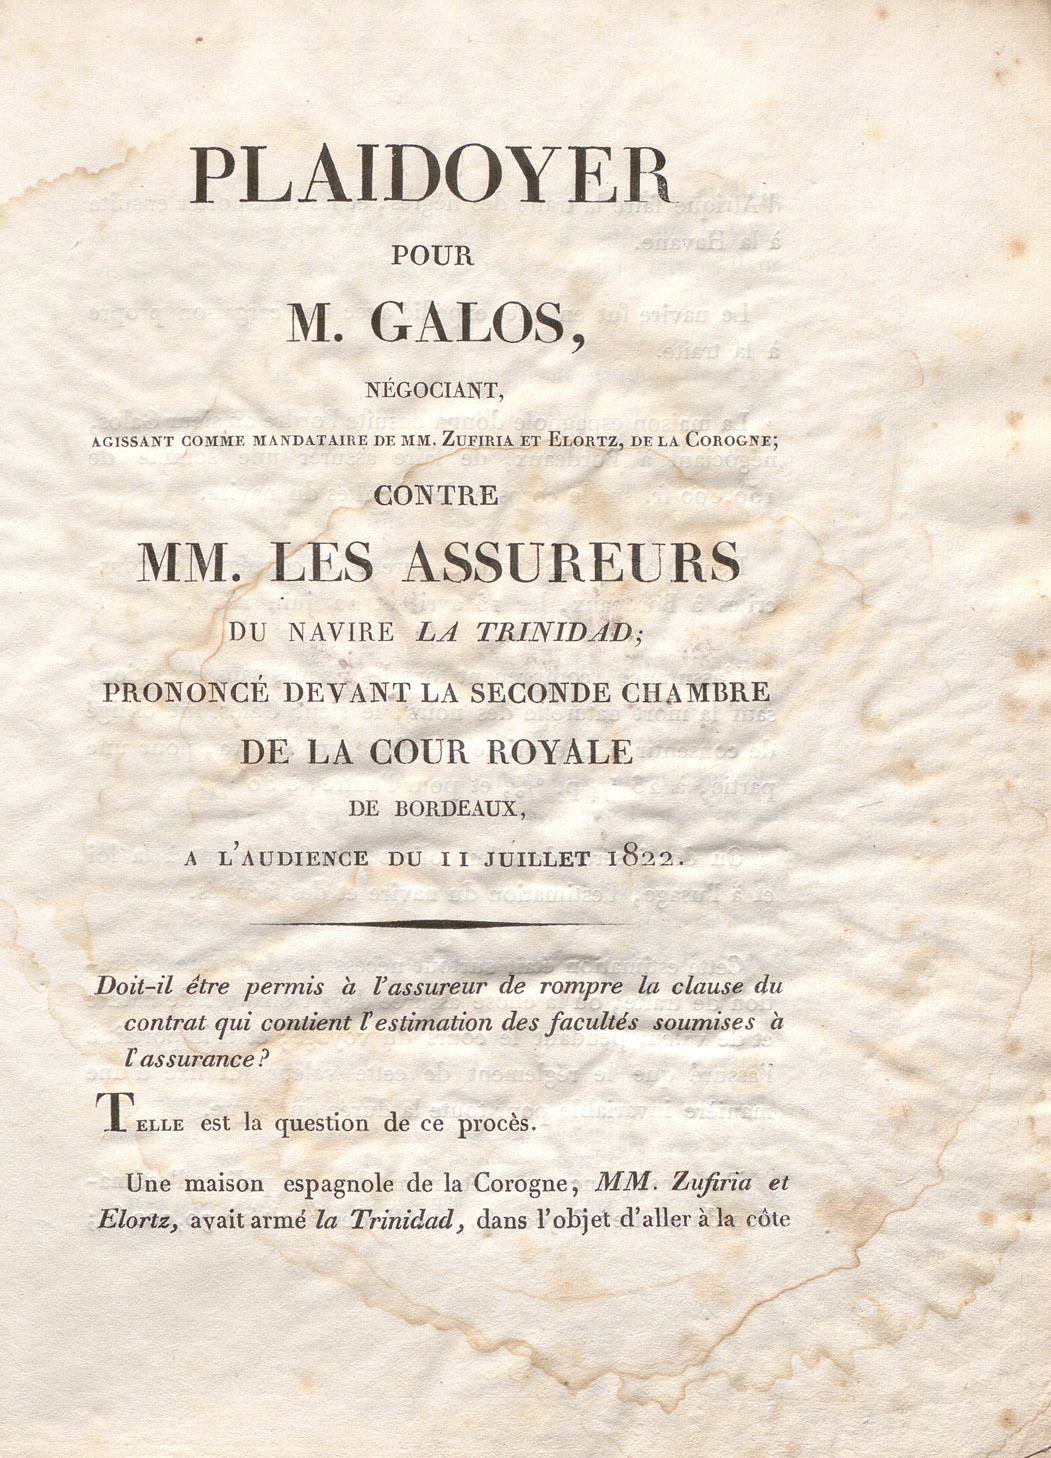 PLAIDOYER
POUR
M. GALOS,
NÉGOCIANT,
AGISSANT COMME MANDATAIRE DE MM. ZUFIRIA ET ELORTZ, DE LA COROGNE;
CONTRE
MM. LES ASSUREURS
DU NAVIRE LA TRINIDAD;
PRONONCÉ DEVANT LA SECONDE CHAMBRE
DE LA COUR ROYALE
DE BORDEAUX,
A L'AUDIENCE DU 11 JUILLET 1822.
Doit-il être permis à l'assureur de rompre la clause du
contrat qui contient l'estimation des facultés soumises à
l'assurance?
TELLE est la question de ce procès.
Une maison espagnole de la Corogne, MM. Zufiria et
Elortz, avait armé la Trinidad, dans l'objet d'aller à la côte